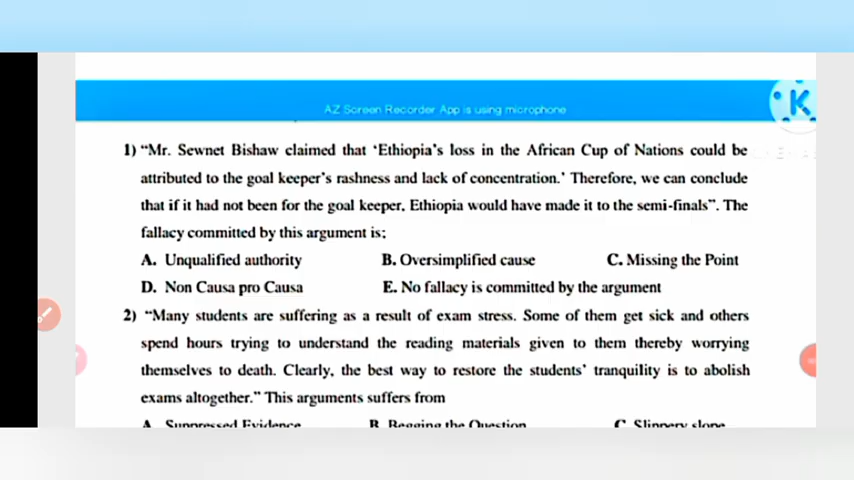 AZ Screen Recorder App is using microphone
K
1) “Mr. Sewnet Bishaw claimed that ‘Ethiopia’s loss in the African Cup of Nations could be
attributed to the goal keeper’s rashness and lack of concentration.’ Therefore, we can conclude
that if it had not been for the goal keeper, Ethiopia would have made it to the semi-finals”. The
fallacy committed by this argument is;
A. Unqualified authority B. Oversimplified cause C. Missing the Point
D. Non Causa pro Causa E. No fallacy is committed by the argument
2) “Many students are suffering as a result of exam stress. Some of them get sick and others
spend hours trying to understand the reading materials given to them thereby worrying
themselves to death. Clearly, the best way to restore the students’ tranquility is to abolish
exams altogether.” This arguments suffers from
A. Suppressed Evidence B. Begging the Question C. Slippery slope